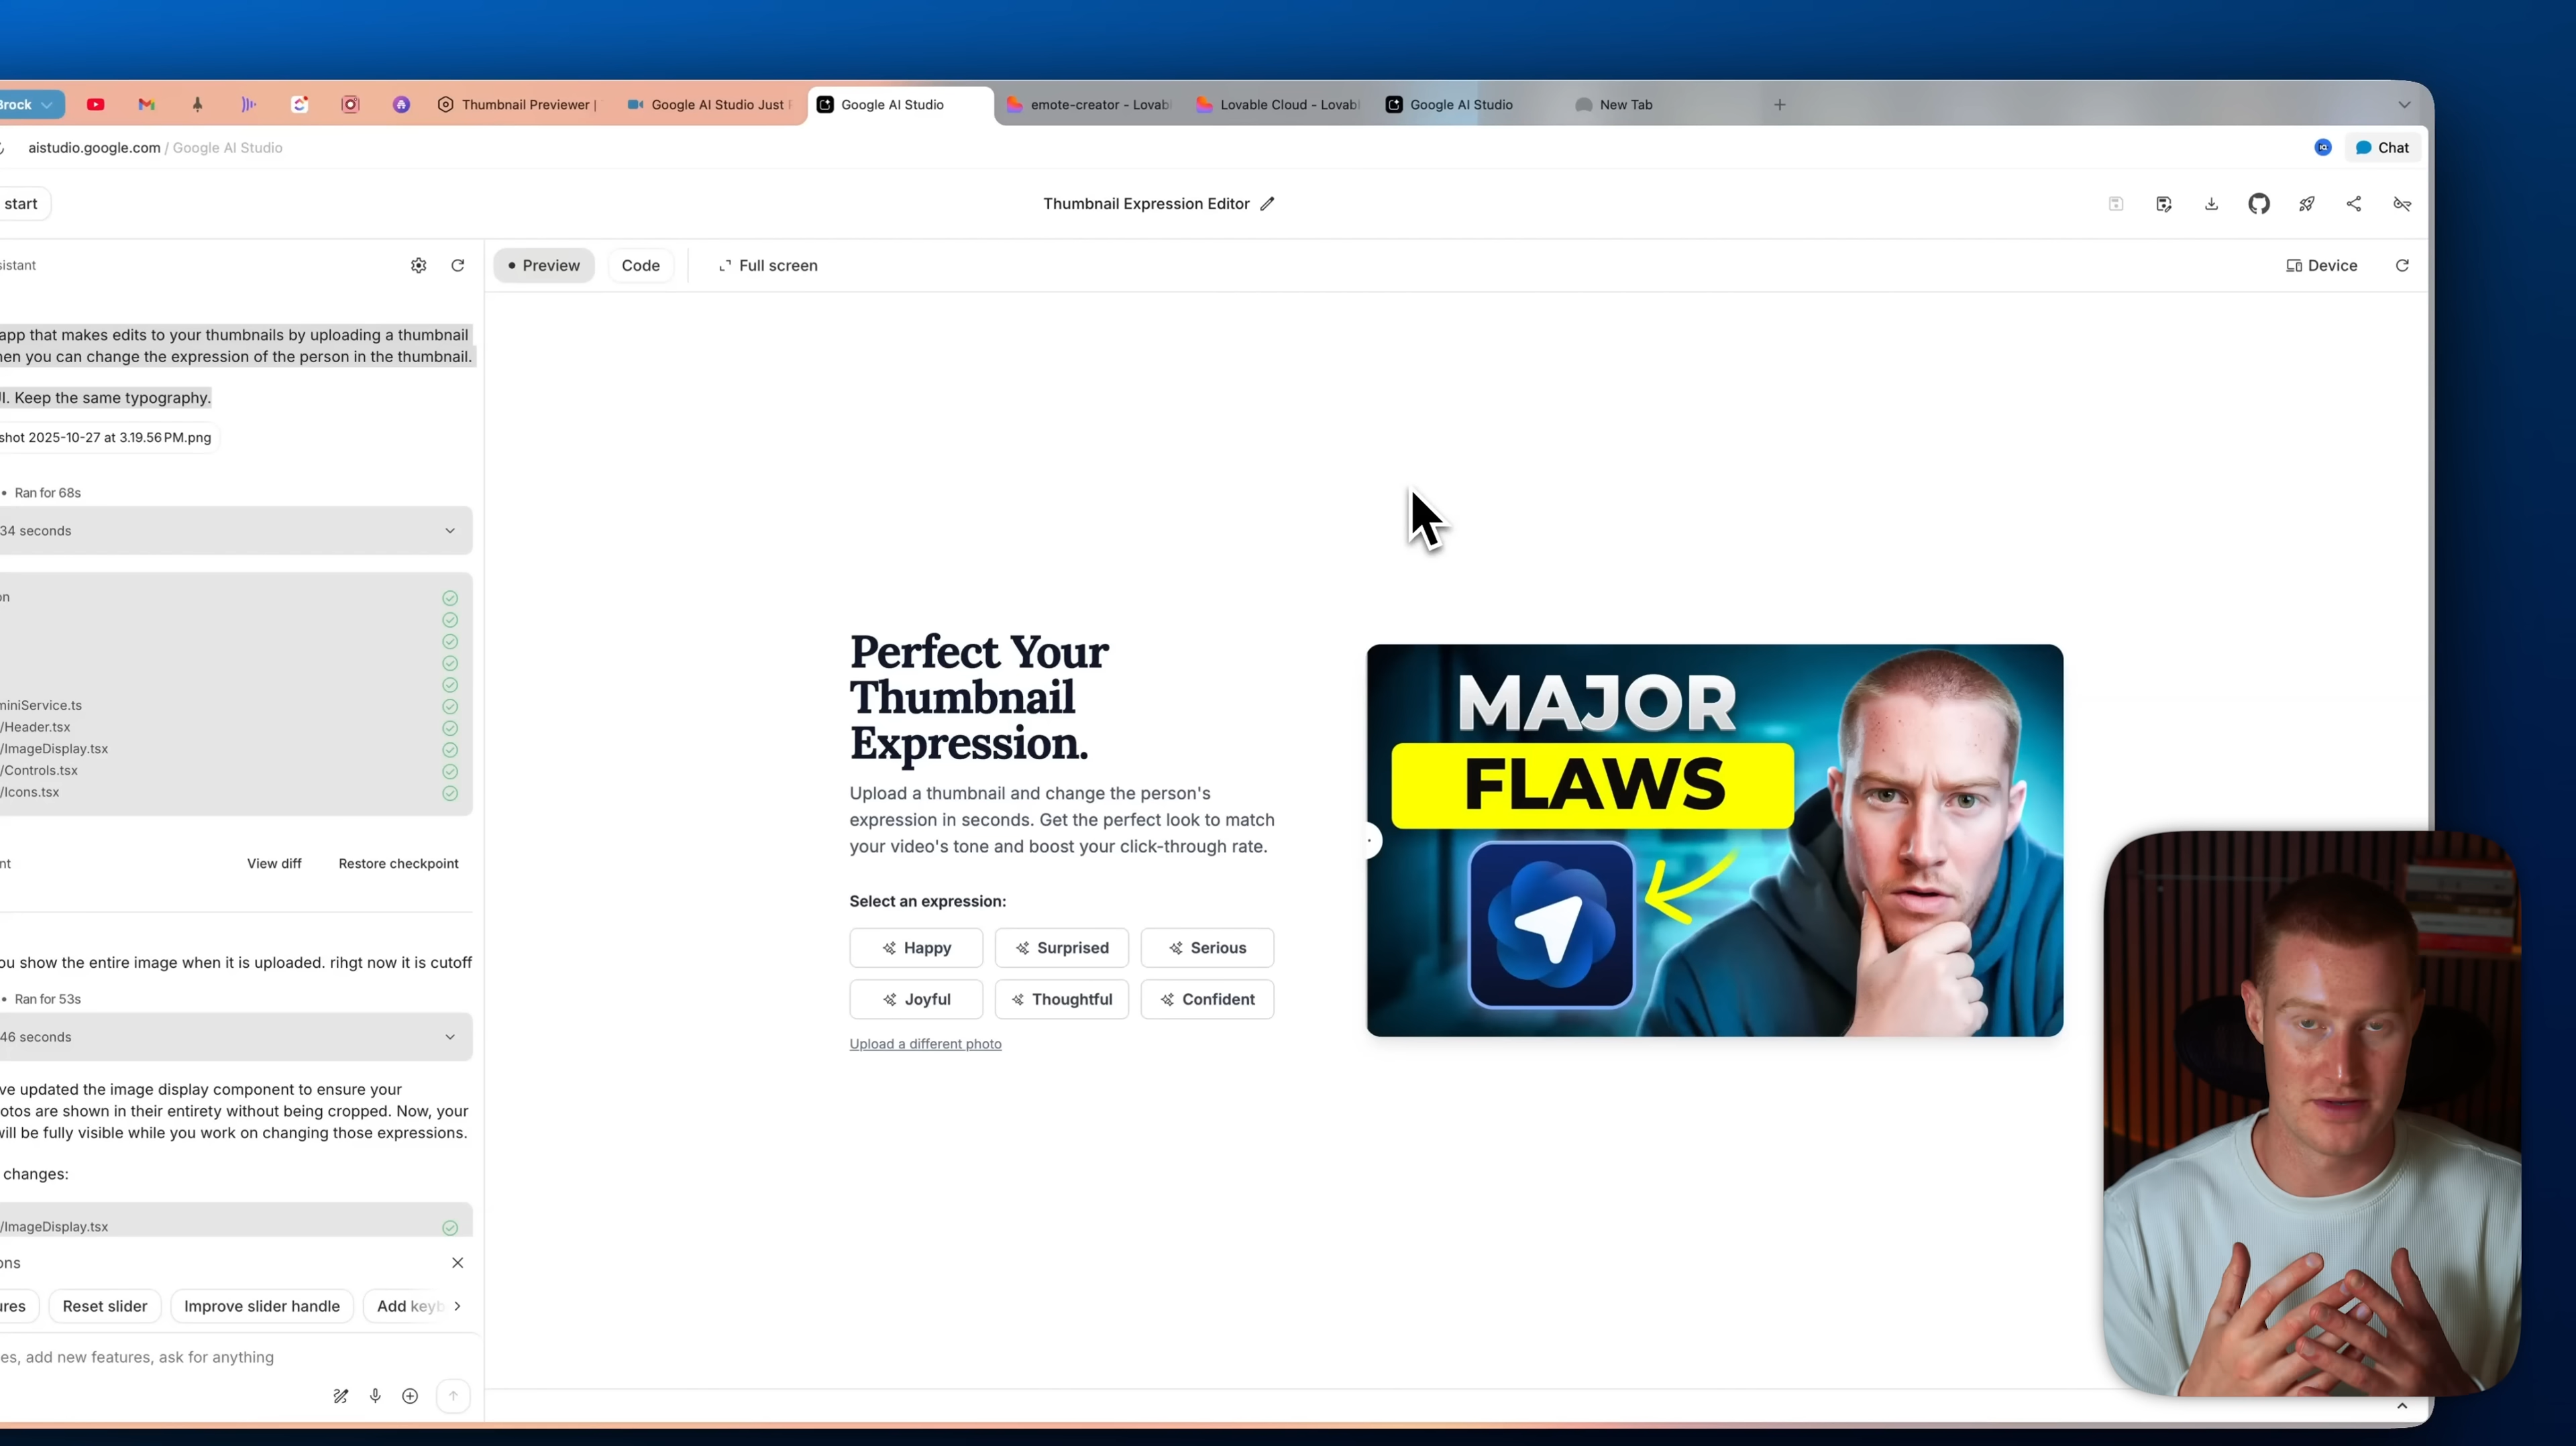 Brock
Thumbnail Previewer |
Google AI Studio Just
Google AI Studio
emote-creator - Lovab
Lovable Cloud - Lovabl
Google AI Studio
New Tab
aistudio.google.com / Google AI Studio
Chat
start
Thumbnail Expression Editor
sistant
Preview
Code
Full screen
Device
app that makes edits to your thumbnails by uploading a thumbnail
hen you can change the expression of the person in the thumbnail.
UI. Keep the same typography.
shot 2025-10-27 at 3.19.56 PM.png
• Ran for 68s
34 seconds
on
miniService.ts
/Header.tsx
/ImageDisplay.tsx
/Controls.tsx
/Icons.tsx
nt
View diff
Restore checkpoint
ou show the entire image when it is uploaded. rihgt now it is cutoff
• Ran for 53s
46 seconds
ve updated the image display component to ensure your
otos are shown in their entirety without being cropped. Now, your
will be fully visible while you work on changing those expressions.
changes:
/ImageDisplay.tsx
ons
ures
Reset slider
Improve slider handle
Add keyb
es, add new features, ask for anything
Perfect Your
Thumbnail
Expression.
Upload a thumbnail and change the person's
expression in seconds. Get the perfect look to match
your video's tone and boost your click-through rate.
Select an expression:
Happy
Surprised
Serious
Joyful
Thoughtful
Confident
Upload a different photo
MAJOR
FLAWS